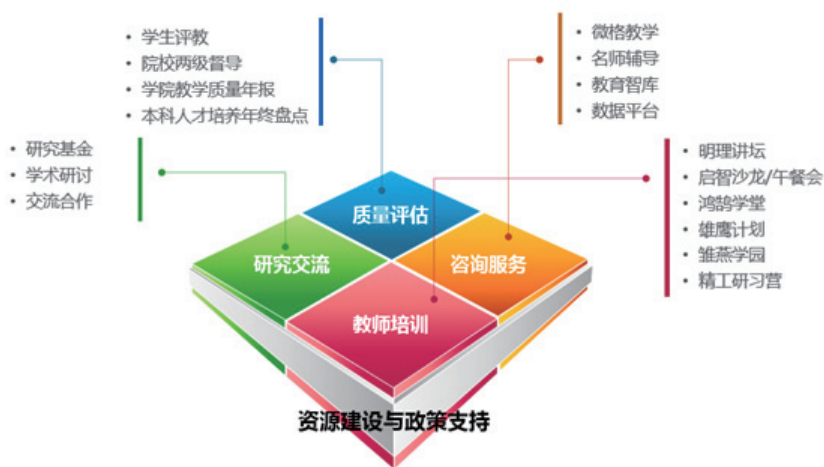 学生评教
院校两级督导
学院教学质量年报
本科人才培养年终盘点
微格教学
名师辅导
教育智库
数据平台
研究基金
学术研讨
交流合作
明理讲坛
启智沙龙/午餐会
鸿鹄学堂
雄鹰计划
雏燕学园
精工研习营
质量评估
研究交流
咨询服务
教师培训
资源建设与政策支持